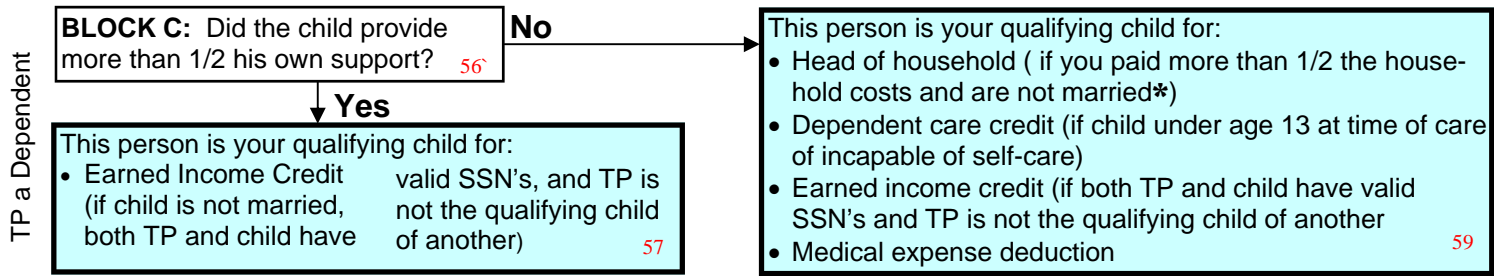 TP a Dependent
BLOCK C: Did the child provide
more than 1/2 his own support? 56`
No
Yes
This person is your qualifying child for:
• Earned Income Credit
(if child is not married,
both TP and child have
valid SSN's, and TP is
not the qualifying child
of another)
57
This person is your qualifying child for:
• Head of household ( if you paid more than 1/2 the house-
hold costs and are not married*)
• Dependent care credit (if child under age 13 at time of care
of incapable of self-care)
• Earned income credit (if both TP and child have valid
SSN's and TP is not the qualifying child of another
• Medical expense deduction
59